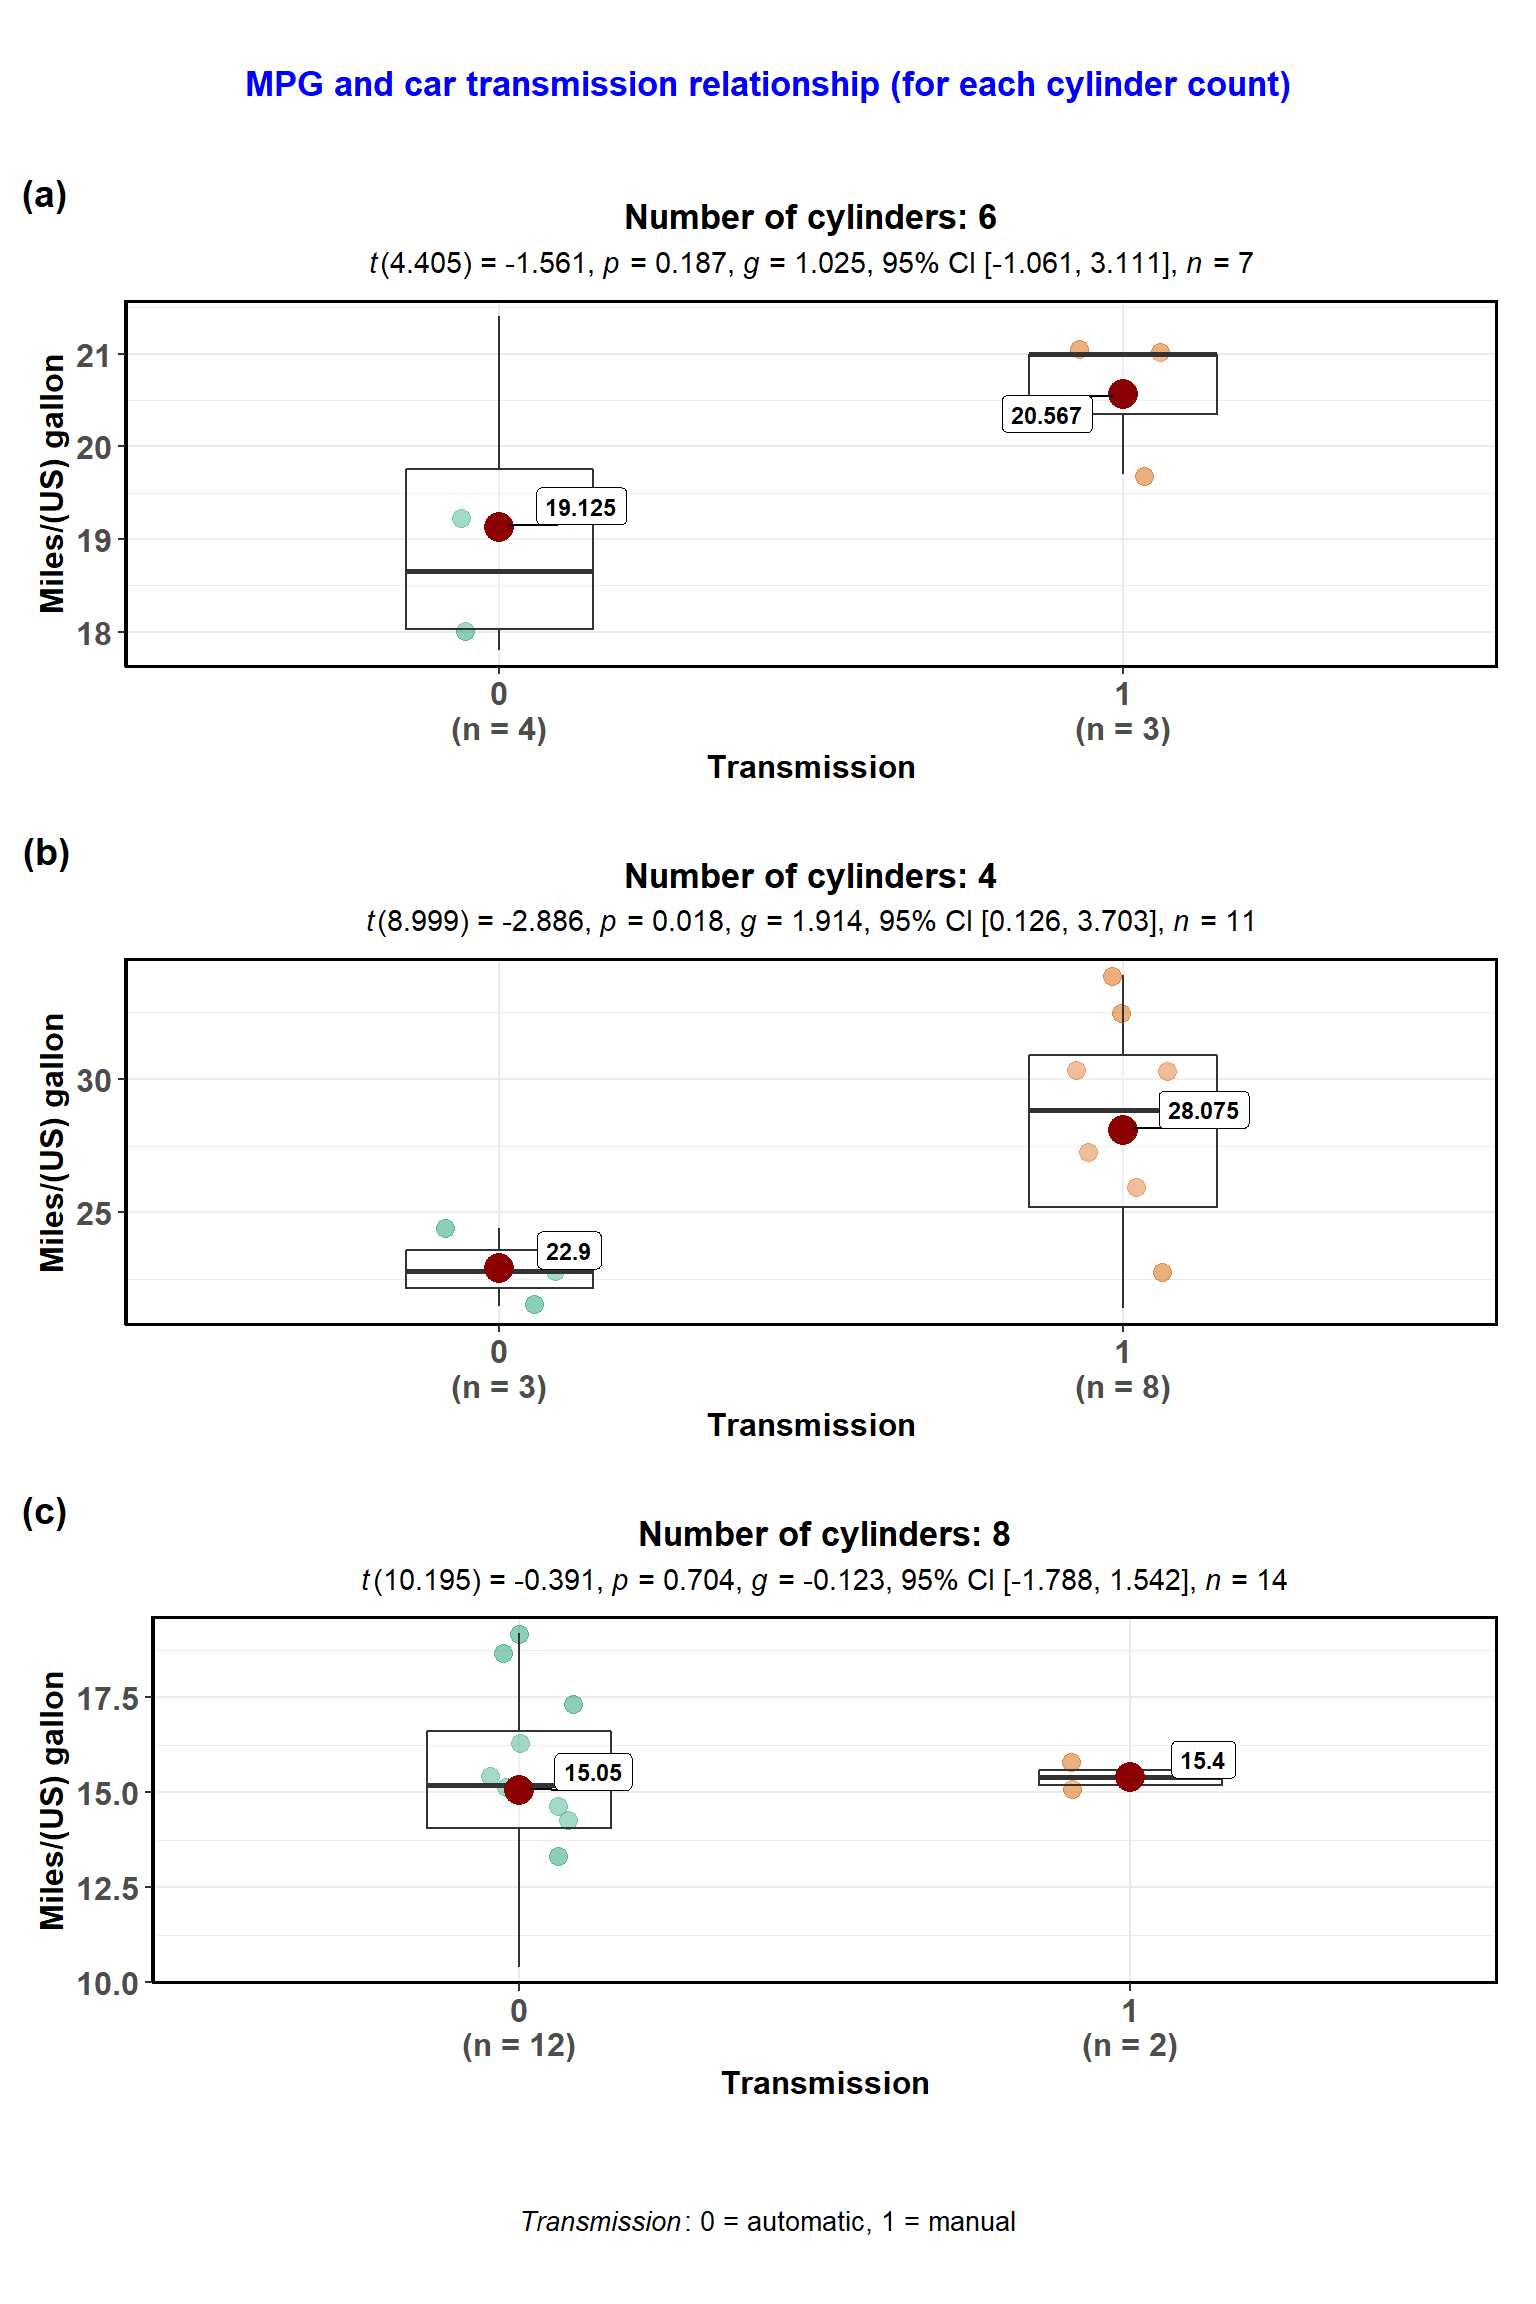 MPG and car transmission relationship (for each cylinder count)
(a)
Number of cylinders: 6
t(4.405) = -1.561, p = 0.187, g = 1.025, 95% CI [-1.061, 3.111], n = 7
Miles/(US) gallon
21
20
19
18
19.125
20.567
0
(n = 4)
1
(n = 3)
Transmission
(b)
Number of cylinders: 4
t(8.999) = -2.886, p = 0.018, g = 1.914, 95% CI [0.126, 3.703], n = 11
Miles/(US) gallon
30
25
22.9
28.075
0
(n = 3)
1
(n = 8)
Transmission
(c)
Number of cylinders: 8
t(10.195) = -0.391, p = 0.704, g = -0.123, 95% CI [-1.788, 1.542], n = 14
Miles/(US) gallon
17.5
15.0
12.5
10.0
15.05
15.4
0
(n = 12)
1
(n = 2)
Transmission
Transmission: 0 = automatic, 1 = manual